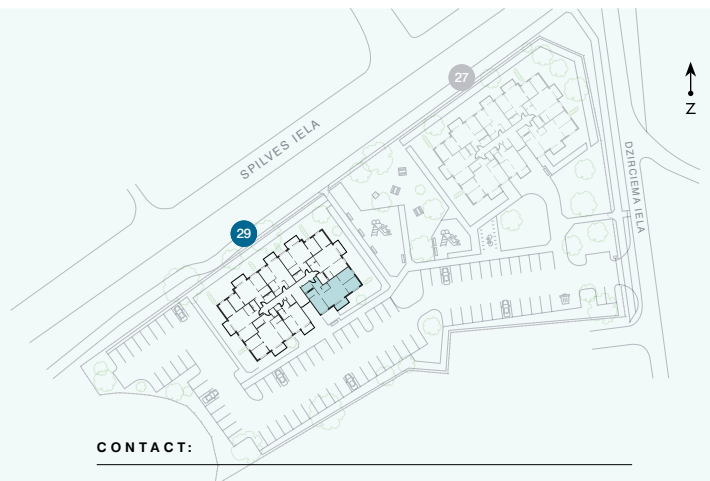 27
Z
SPILVES IELA
DZIRCIEMA IELA
29
CONTACT: